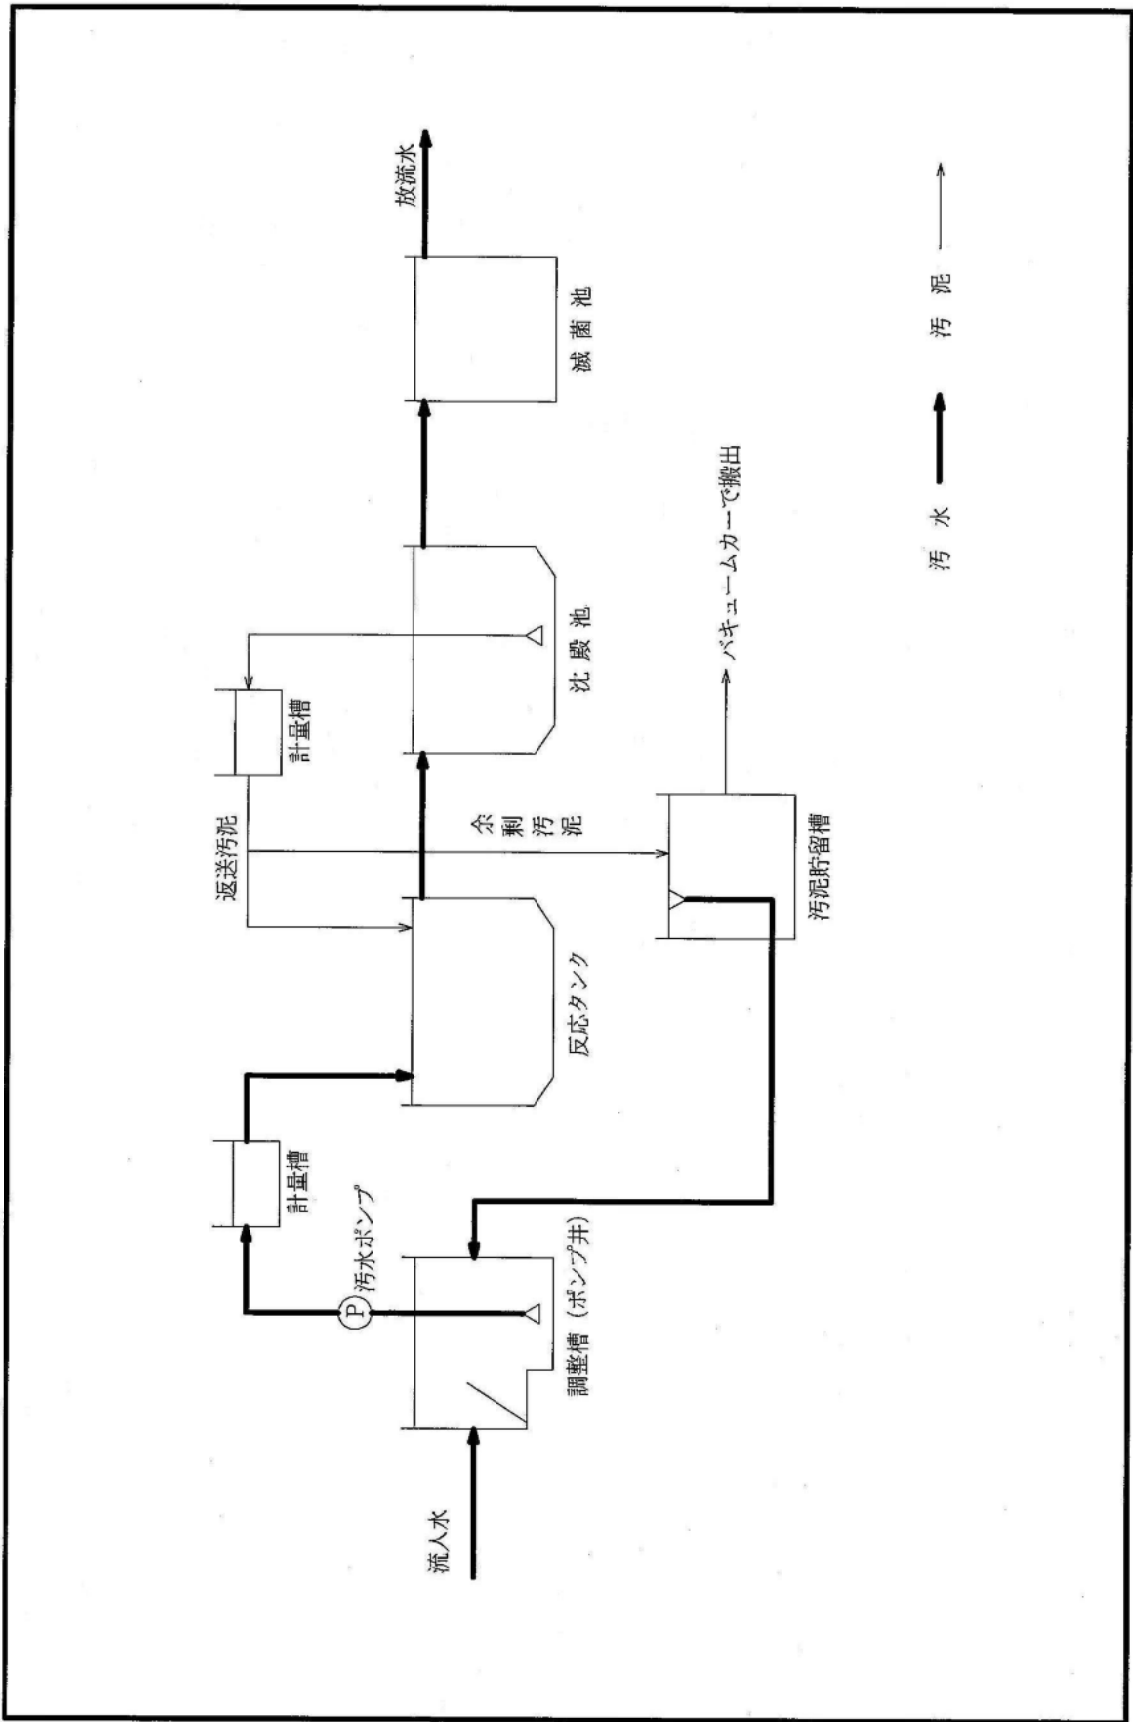 流入水
調整槽（ポンプ井）
P
汚水ポンプ
計量槽
反応タンク
返送汚泥
余剰汚泥
計量槽
沈殿池
汚泥貯留槽
バキュームカーで搬出
滅菌池
放流水
汚水
汚泥